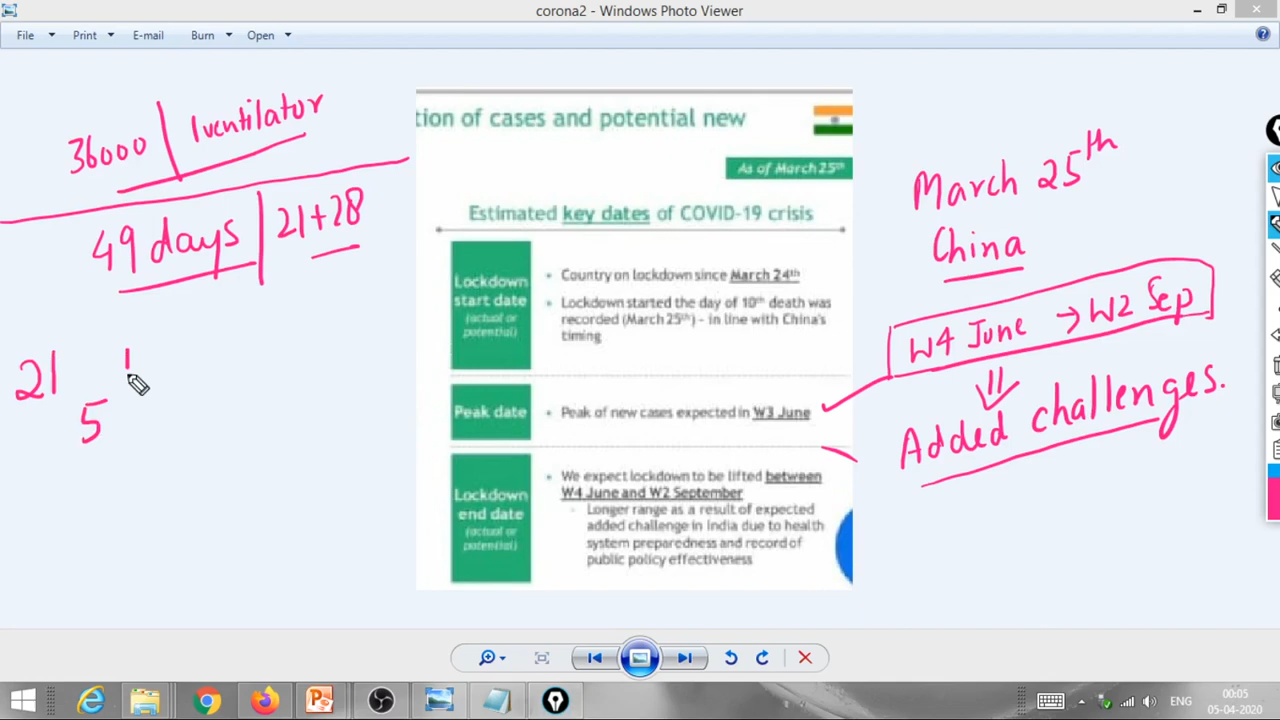 corona2 - Windows Photo Viewer
File Print E-mail Burn Open
36000 | 1 ventilator
49 days | 21+28
21
5
1
tion of cases and potential new
As of March 25th
Estimated key dates of COVID-19 crisis
Lockdown start date (actual or potential)
• Country on lockdown since March 24th
• Lockdown started the day of 10th death was
recorded (March 25th) - in line with China's
timing
Peak date
• Peak of new cases expected in W3 June
Lockdown end date (actual or potential)
• We expect lockdown to be lifted between
W4 June and W2 September
- Longer range as a result of expected
added challenge in India due to health
system preparedness and record of
public policy effectiveness
March 25th
China
W4 June → W2 Sep
Added challenges.
ENG
00:05
05-04-2020